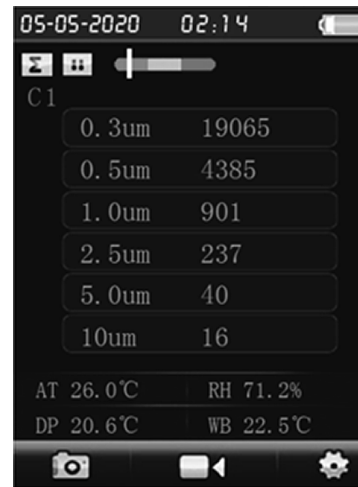 05-05-2020 02:14
Σ
C1
0.3um 19065
0.5um 4385
1.0um 901
2.5um 237
5.0um 40
10um 16
AT 26.0℃ RH 71.2%
DP 20.6℃ WB 22.5℃